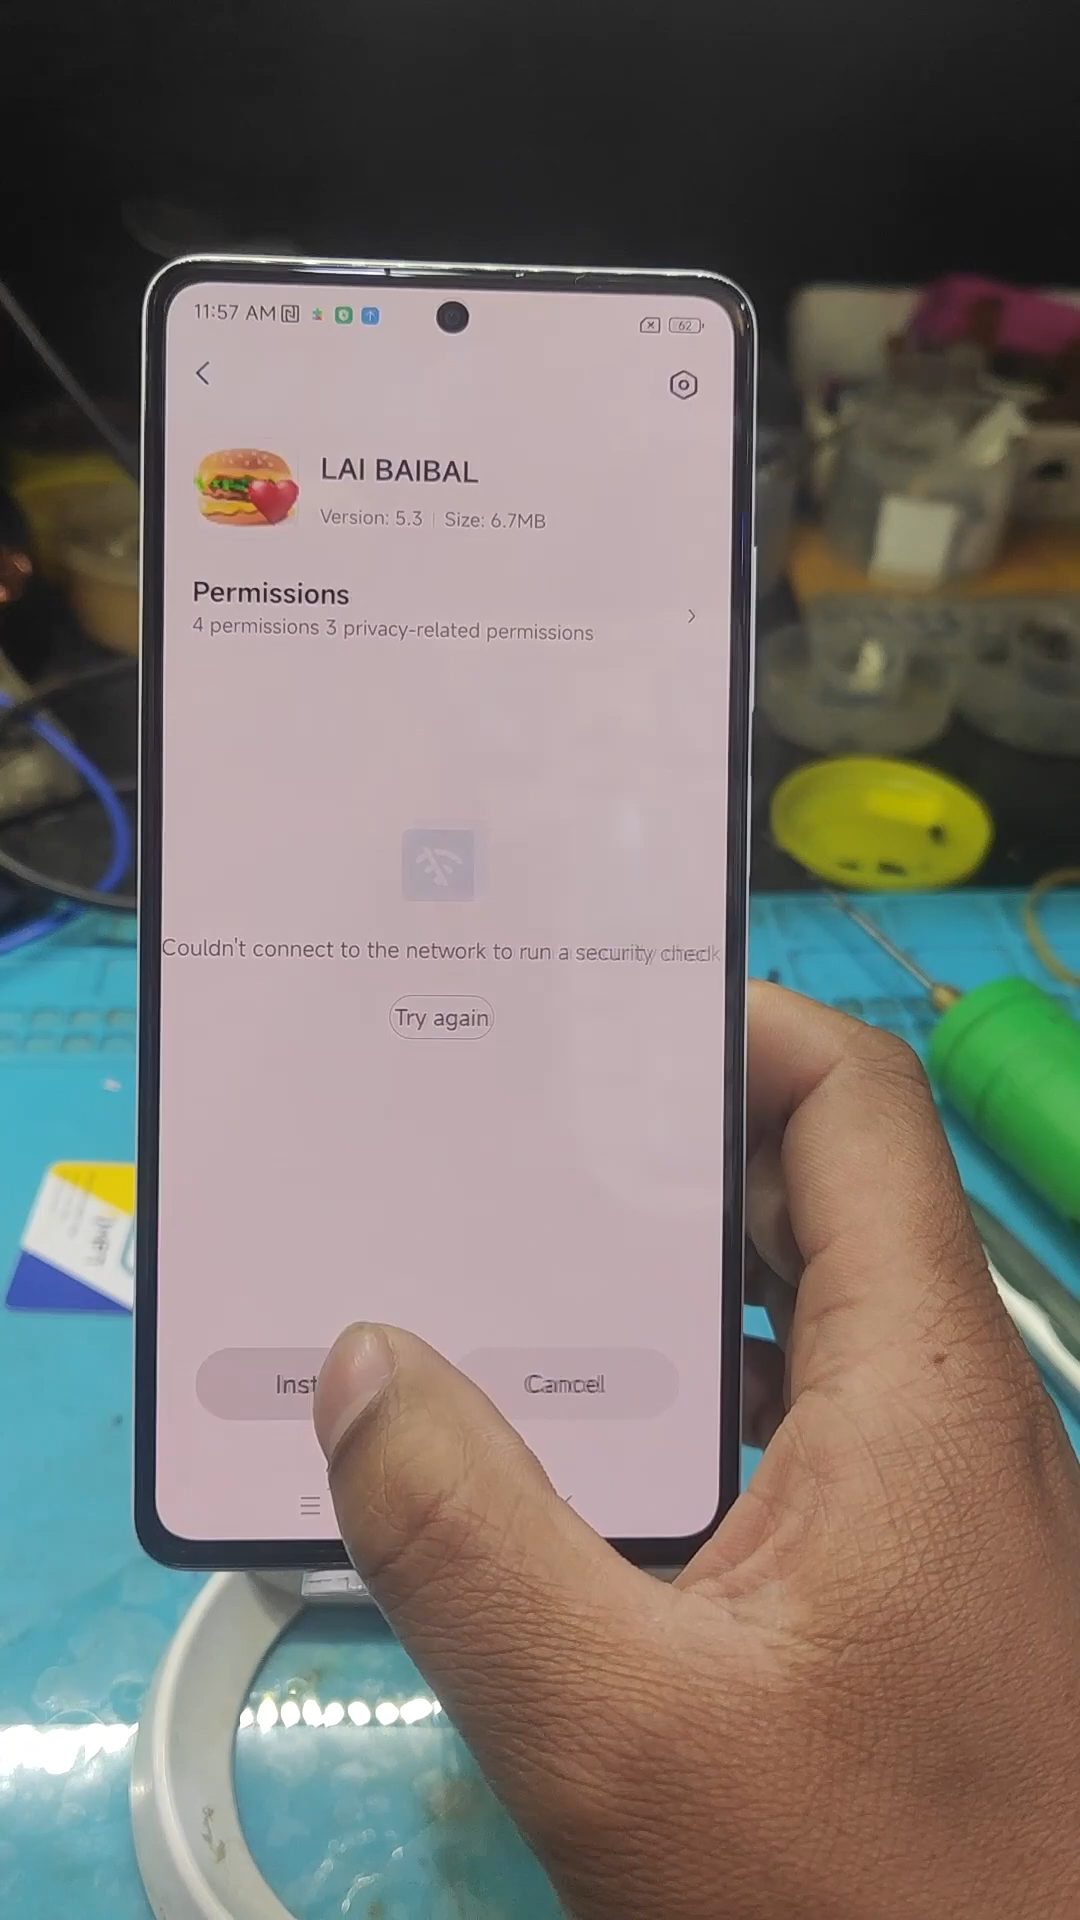 11:57 AM
62
LAI BAIBAL
Version: 5.3 | Size: 6.7MB
Permissions
4 permissions 3 privacy-related permissions
Couldn't connect to the network to run a security check
Try again
Inst
Cancel